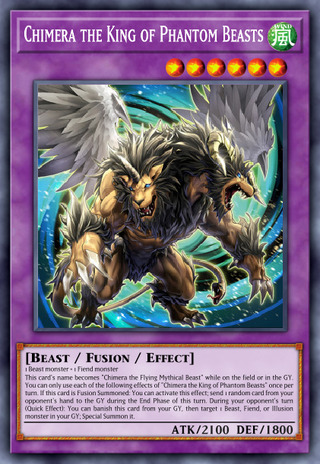 Chimera the King of Phantom Beasts
WIND
風
[Beast / Fusion / Effect]
1 Beast monster + 1 Fiend monster
This card's name becomes "Chimera the Flying Mythical Beast" while on the field or in the GY.
You can only use each of the following effects of "Chimera the King of Phantom Beasts" once per
turn. If this card is Fusion Summoned: You can activate this effect; send 1 random card from your
opponent's hand to the GY during the End Phase of this turn. During your opponent's turn
(Quick Effect): You can banish this card from your GY, then target 1 Beast, Fiend, or Illusion
monster in your GY; Special Summon it.
ATK/2100 DEF/1800